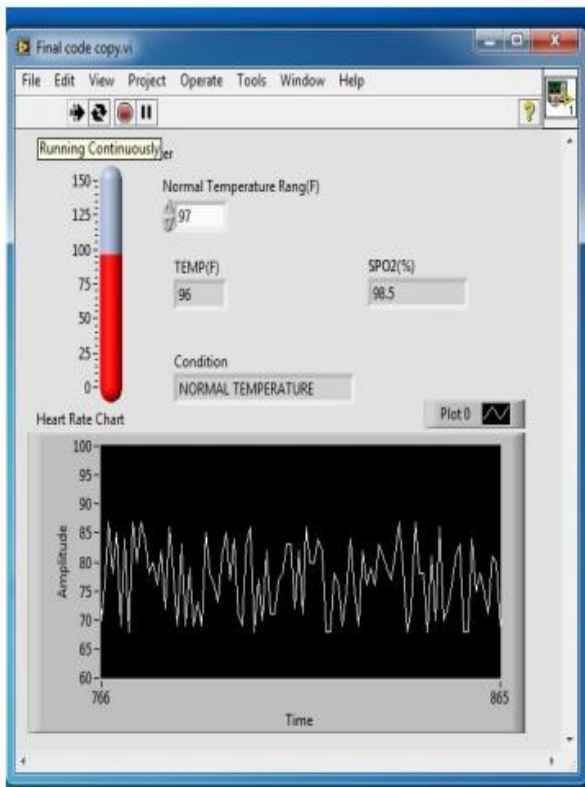 Final code copy.vi
File Edit View Project Operate Tools Window Help
Running Continuously
Normal Temperature Rang(F)
97
150
125
100
75
50
25
0
TEMP(F)
96
SPO2(%)
98.5
Condition
NORMAL TEMPERATURE
Heart Rate Chart
Plot 0
100
95
90
85
80
75
70
65
60
Amplitude
766
865
Time